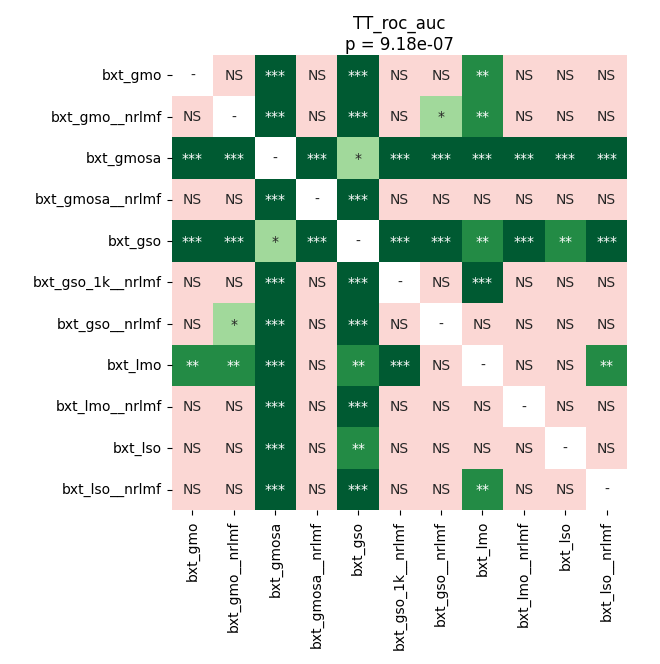 TT_roc_auc
p = 9.18e-07
bxt_gmo - NS *** NS *** NS NS ** NS NS NS
bxt_gmo__nrlmf NS - *** NS *** NS * ** NS NS NS
bxt_gmosa *** *** - *** * *** *** *** *** *** ***
bxt_gmosa__nrlmf NS NS *** - *** NS NS NS NS NS NS
bxt_gso *** *** * *** - *** *** ** *** ** ***
bxt_gso_1k__nrlmf NS NS *** NS *** - NS *** NS NS NS
bxt_gso__nrlmf NS * *** NS *** NS - NS NS NS NS
bxt_lmo ** ** *** NS ** *** NS - NS NS **
bxt_lmo__nrlmf NS NS *** NS *** NS NS NS - NS NS
bxt_lso NS NS *** NS ** NS NS NS NS - NS
bxt_lso__nrlmf NS NS *** NS *** NS NS ** NS NS -
bxt_gmo
bxt_gmo__nrlmf
bxt_gmosa
bxt_gmosa__nrlmf
bxt_gso
bxt_gso_1k__nrlmf
bxt_gso__nrlmf
bxt_lmo
bxt_lmo__nrlmf
bxt_lso
bxt_lso__nrlmf